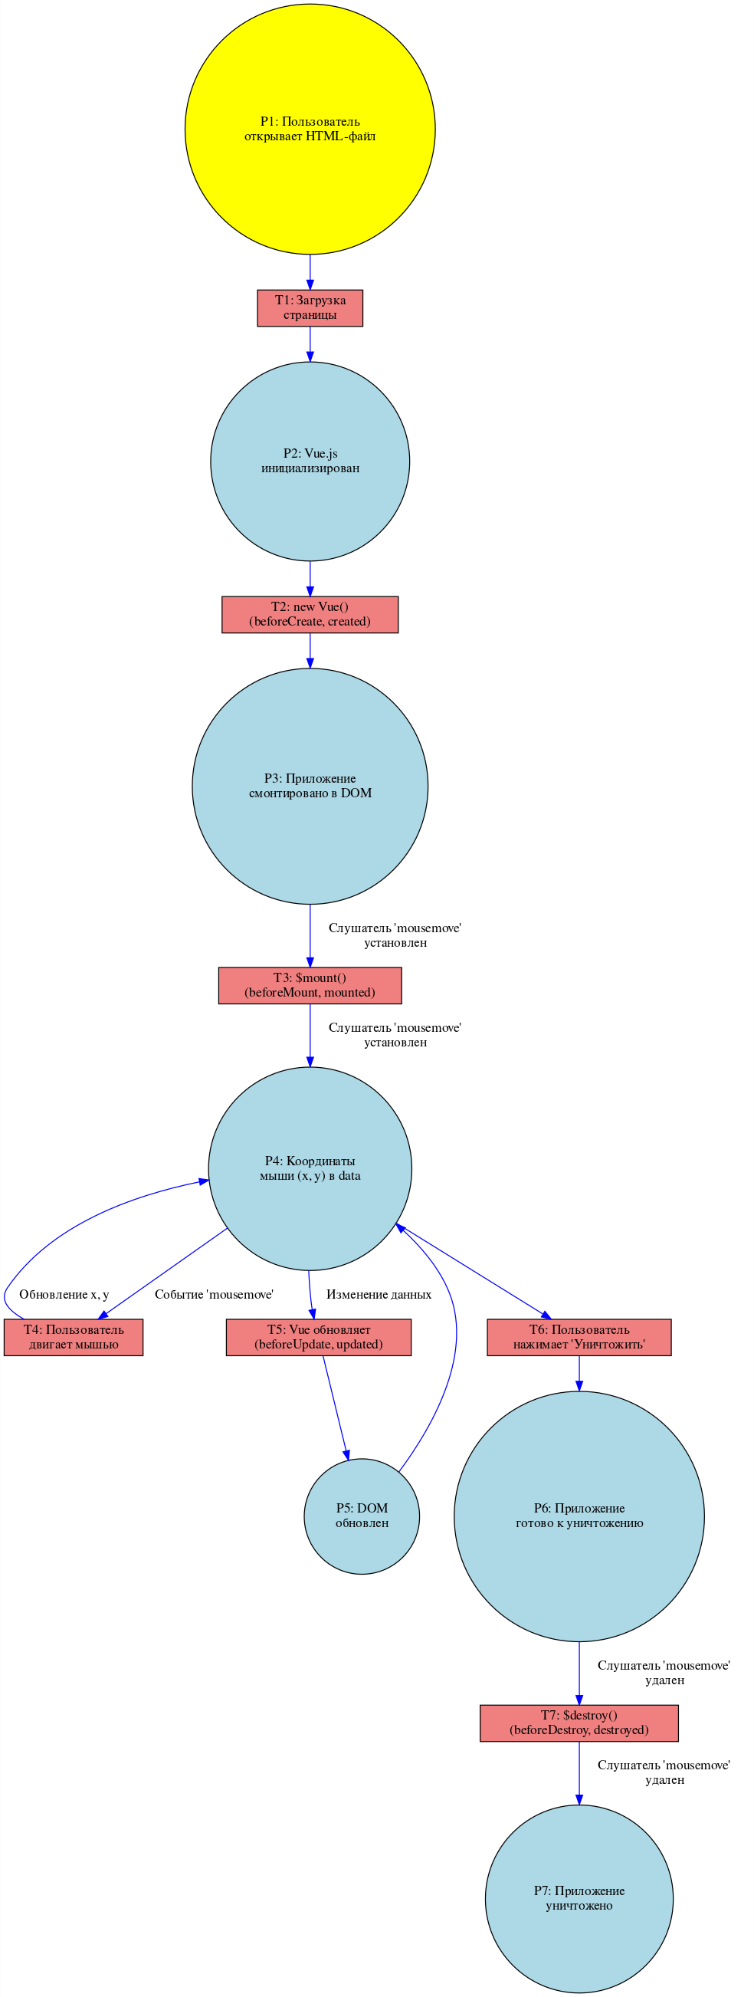 P1: Пользователь
открывает HTML-файл
T1: Загрузка
страницы
P2: Vue.js
инициализирован
T2: new Vue()
(beforeCreate, created)
P3: Приложение
смонтировано в DOM
Слушатель 'mousemove'
установлен
T3: $mount()
(beforeMount, mounted)
Слушатель 'mousemove'
установлен
P4: Координаты
мыши (x, y) в data
Обновление x, y
Событие 'mousemove'
Изменение данных
T4: Пользователь
двигает мышью
T5: Vue обновляет
(beforeUpdate, updated)
T6: Пользователь
нажимает 'Уничтожить'
P5: DOM
обновлен
P6: Приложение
готово к уничтожению
Слушатель 'mousemove'
удален
T7: $destroy()
(beforeDestroy, destroyed)
Слушатель 'mousemove'
удален
P7: Приложение
уничтожено